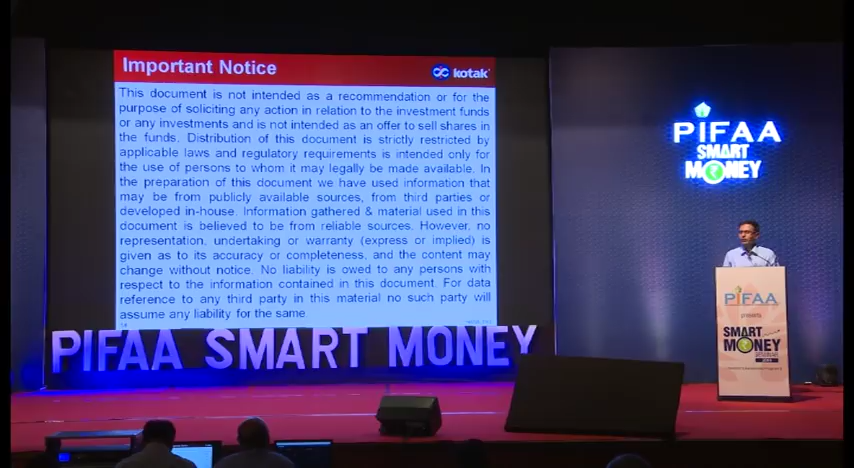 Important Notice
kotak
This document is not intended as a recommendation or for the
purpose of soliciting any action in relation to the investment funds
or any investments and is not intended as an offer to sell shares in
the funds. Distribution of this document is strictly restricted by
applicable laws and regulatory requirements is intended only for
the use of persons to whom it may legally be made available. In
the preparation of this document we have used information that
may be from publicly available sources, from third parties or
developed in-house. Information gathered & material used in this
document is believed to be from reliable sources. However, no
representation, undertaking or warranty (express or implied) is
given as to its accuracy or completeness, and the content may
change without notice. No liability is owed to any persons with
respect to the information contained in this document. For data
reference to any third party in this material no such party will
assume any liability for the same
PIFAA
SMART
M₹NEY
PIFAA
presents
SMART
M₹NEY
PIFAA SMART MONEY